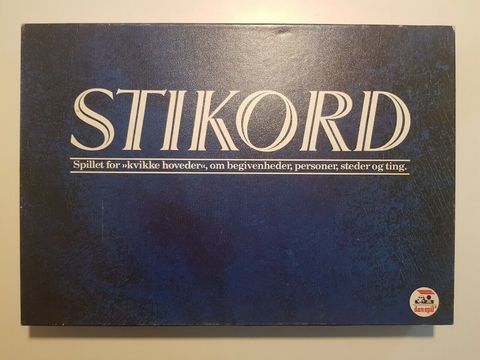 STIKORD
Spillet for »kvikke hoveder«, om begivenheder, personer, steder og ting.
danspil